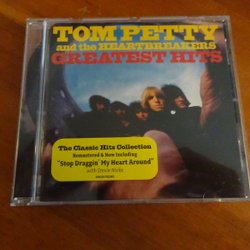 TOM PETTY
and the HEARTBREAKERS
GREATEST HITS
The Classic Hits Collection
Remastered & Now Including
"Stop Draggin' My Heart Around"
with Stevie Nicks